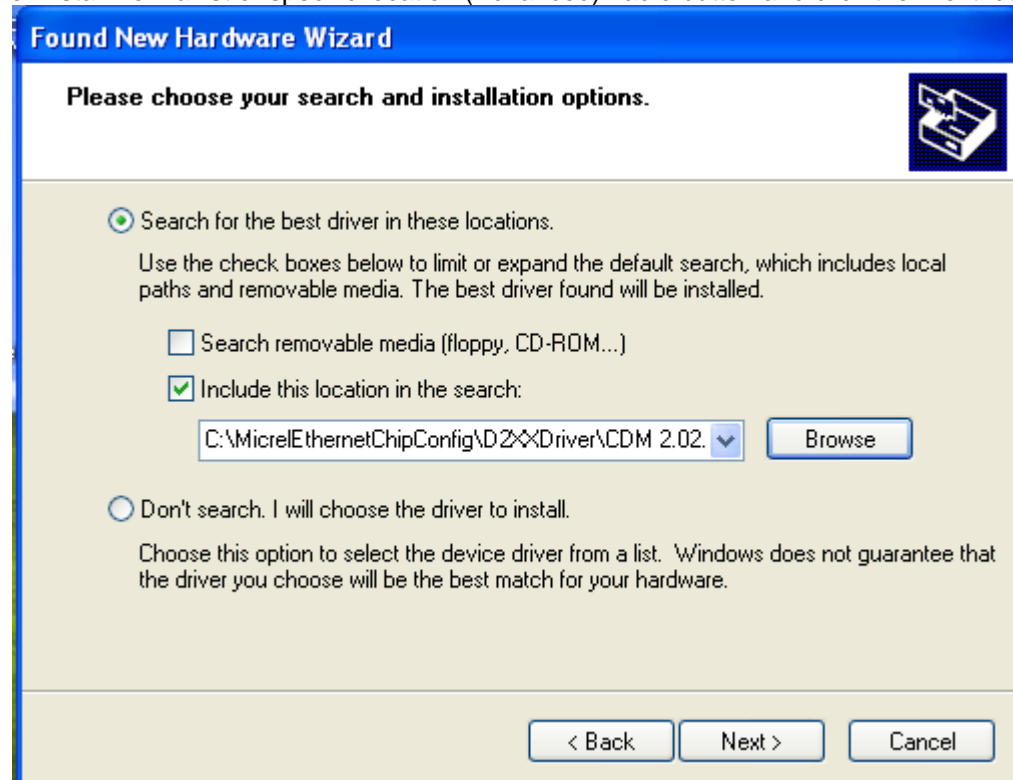 Found New Hardware Wizard
Please choose your search and installation options.
Search for the best driver in these locations.
Use the check boxes below to limit or expand the default search, which includes local
paths and removable media. The best driver found will be installed.
Search removable media (floppy, CD-ROM...)
Include this location in the search:
C:\MicrelEthernetChipConfig\D2XXDriver\CDM 2.02.
Browse
Don't search. I will choose the driver to install.
Choose this option to select the device driver from a list. Windows does not guarantee that
the driver you choose will be the best match for your hardware.
< Back Next > Cancel